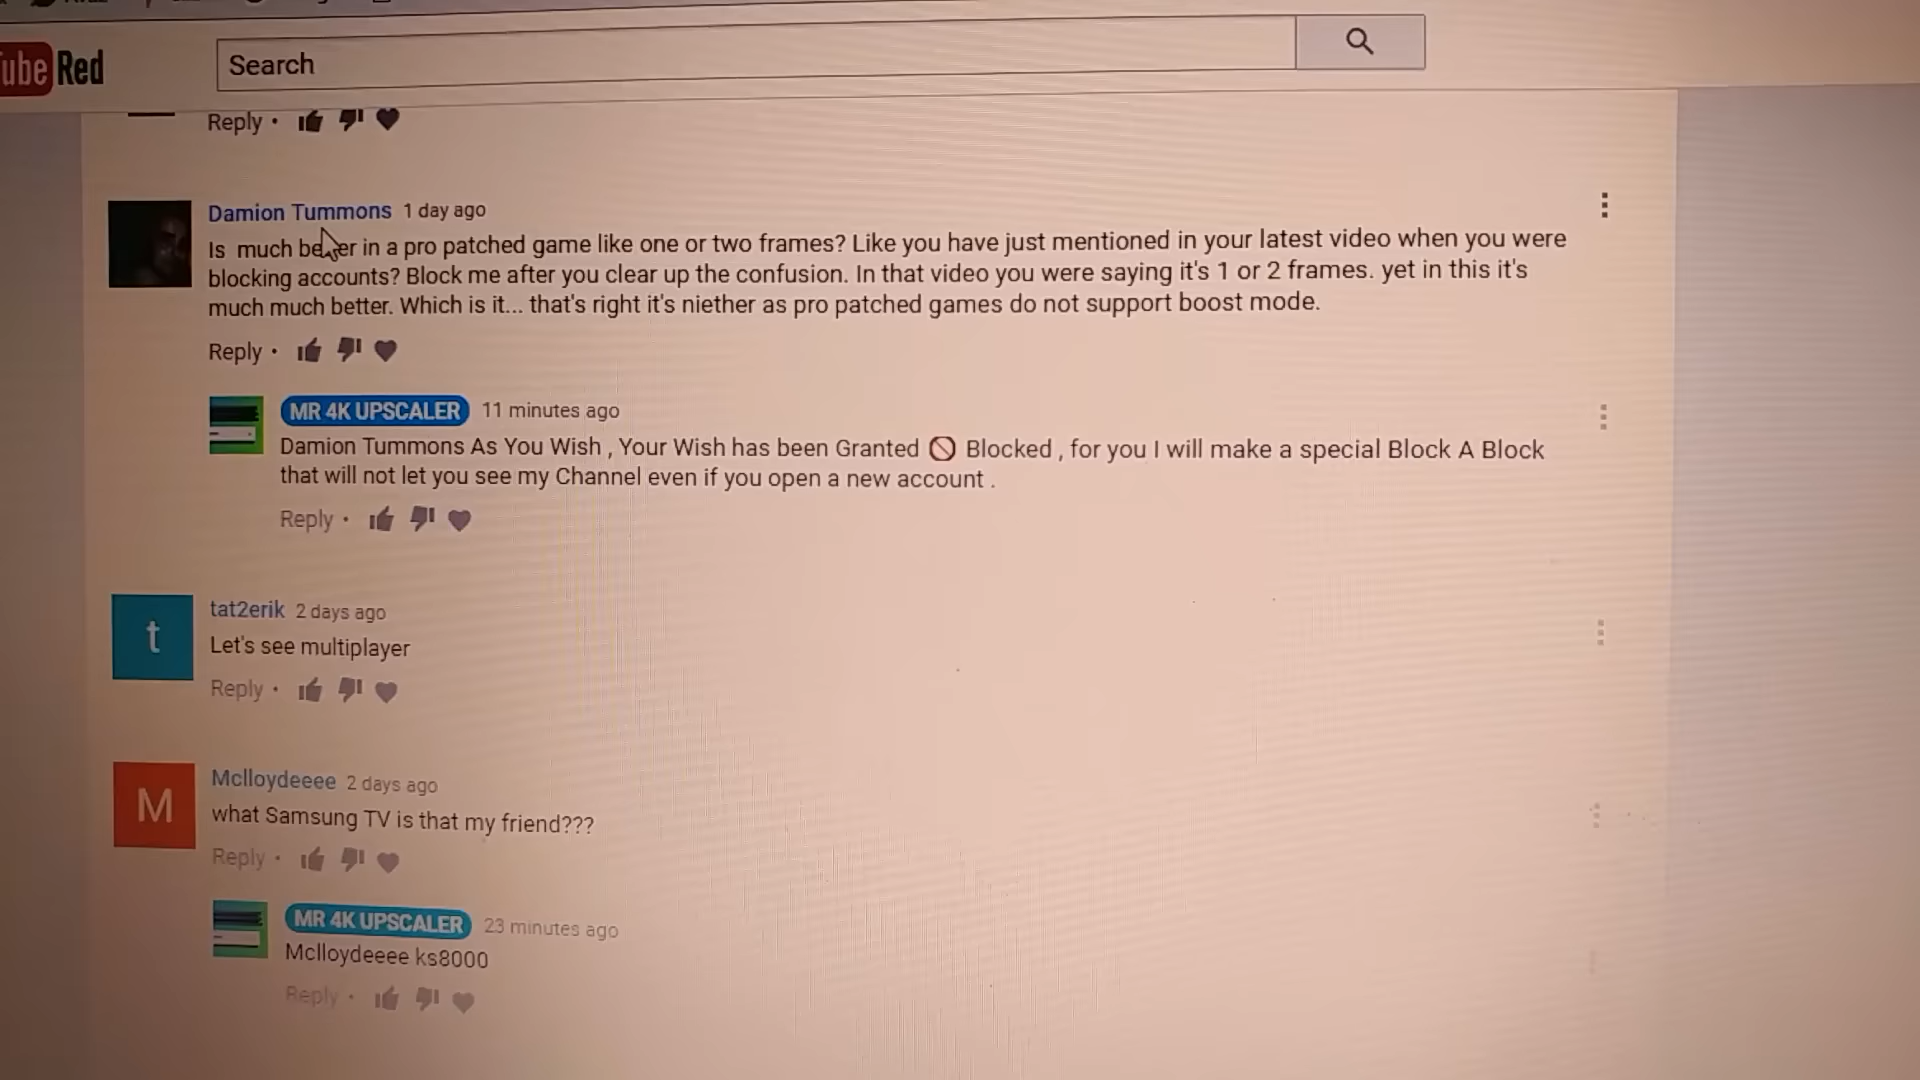 ube Red
Search
Reply •
Damion Tummons 1 day ago
Is much better in a pro patched game like one or two frames? Like you have just mentioned in your latest video when you were
blocking accounts? Block me after you clear up the confusion. In that video you were saying it's 1 or 2 frames. yet in this it's
much much better. Which is it... that's right it's niether as pro patched games do not support boost mode.
Reply •
MR 4K UPSCALER 11 minutes ago
Damion Tummons As You Wish , Your Wish has been Granted 🚫 Blocked , for you I will make a special Block A Block
that will not let you see my Channel even if you open a new account .
Reply •
t
tat2erik 2 days ago
Let's see multiplayer
Reply •
M
Mclloydeeee 2 days ago
what Samsung TV is that my friend???
Reply •
MR 4K UPSCALER 23 minutes ago
Mclloydeeee ks8000
Reply •